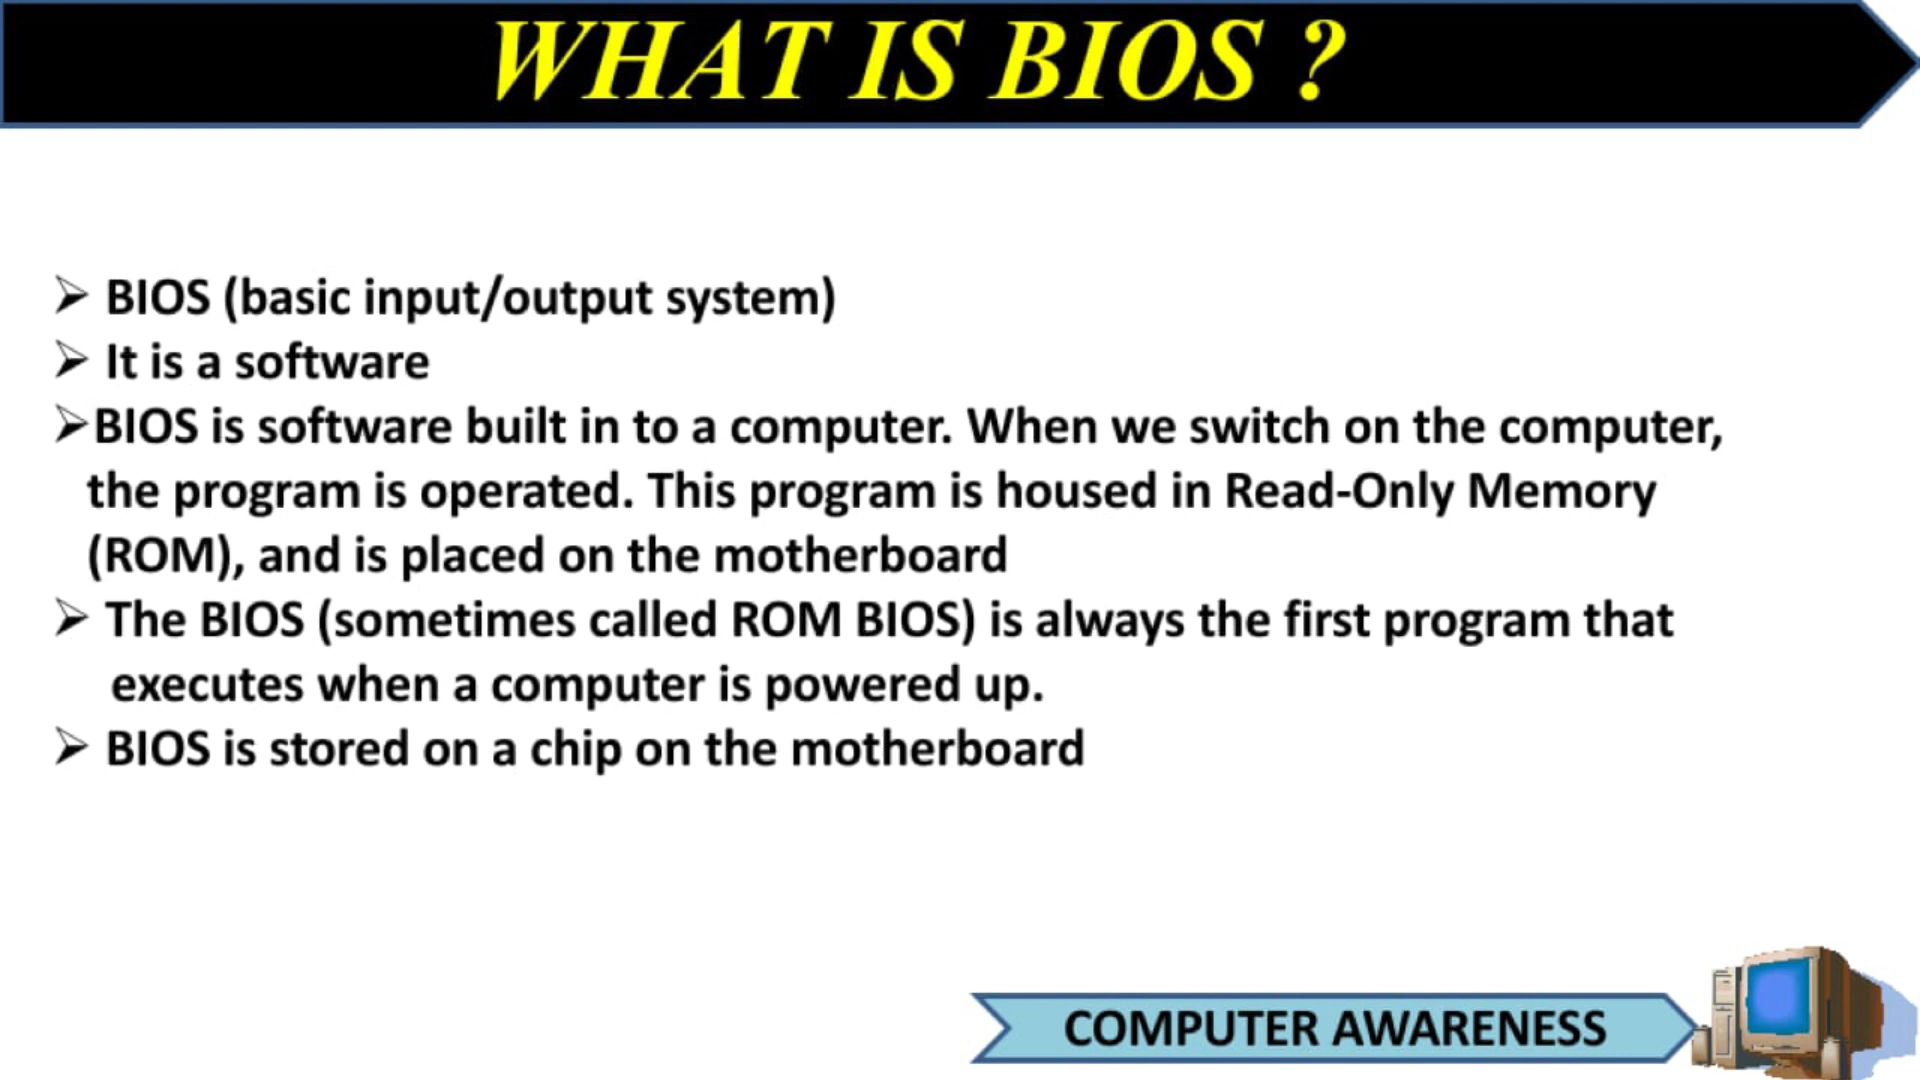 WHAT IS BIOS ?
➢ BIOS (basic input/output system)
➢ It is a software
➢BIOS is software built in to a computer. When we switch on the computer,
the program is operated. This program is housed in Read-Only Memory
(ROM), and is placed on the motherboard
➢ The BIOS (sometimes called ROM BIOS) is always the first program that
executes when a computer is powered up.
➢ BIOS is stored on a chip on the motherboard
COMPUTER AWARENESS